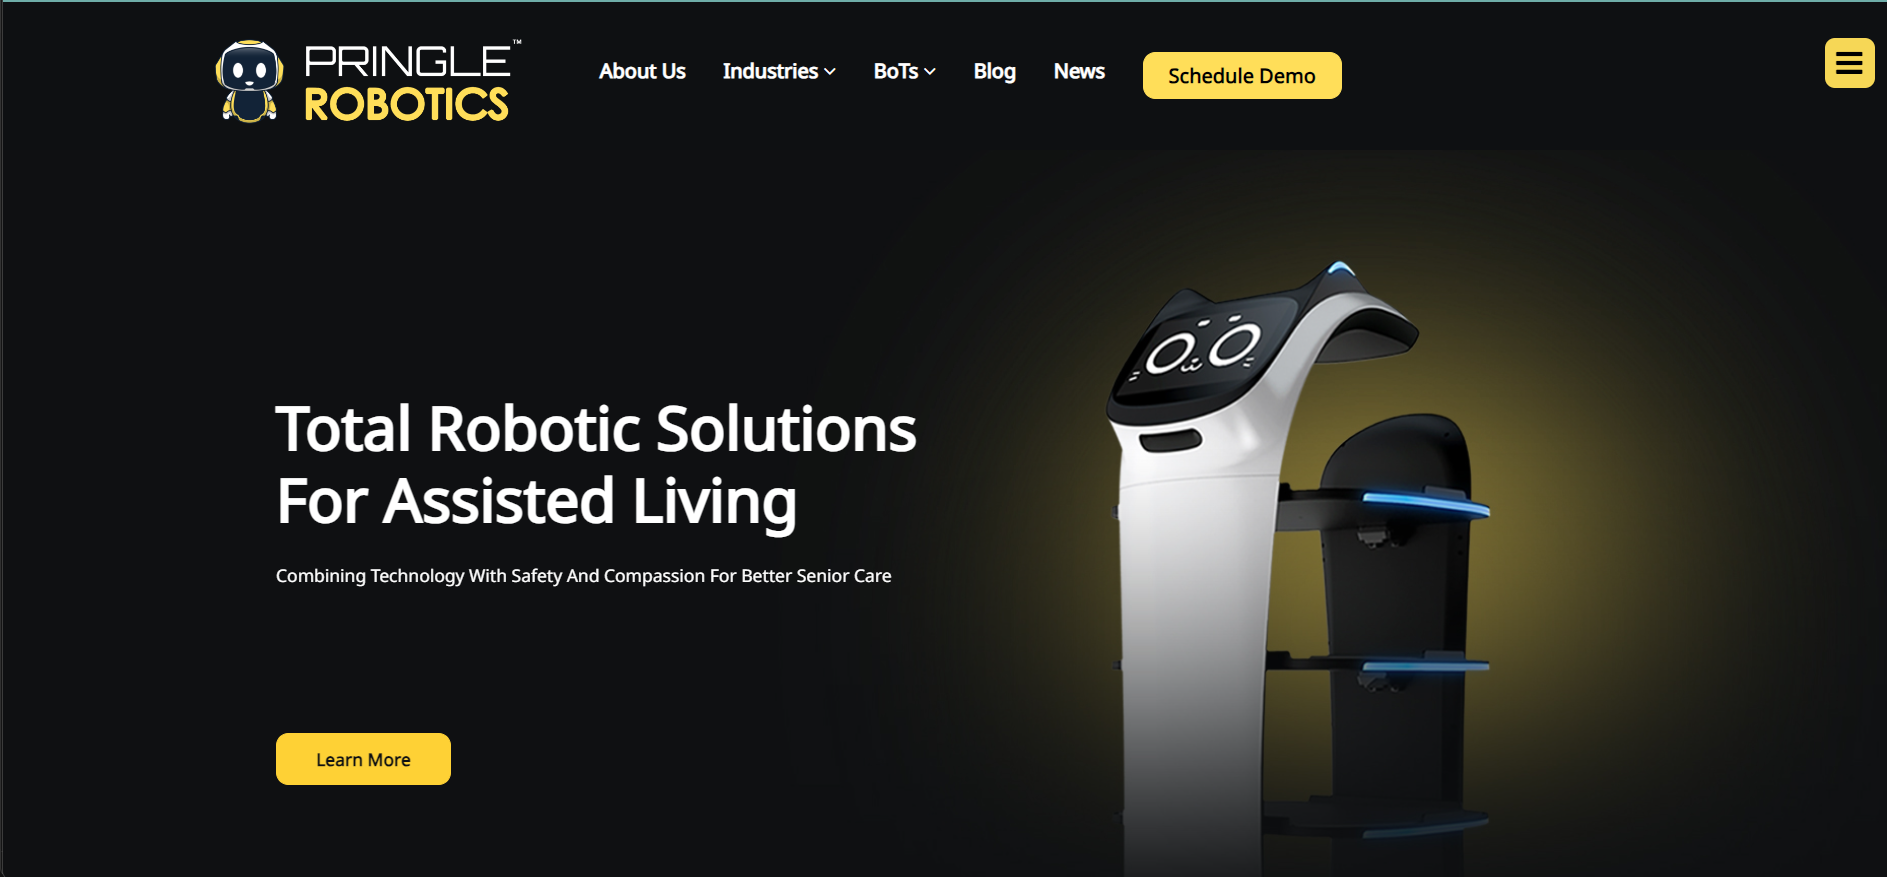 PRINGLE™
ROBOTICS
About Us
Industries
BoTs
Blog
News
Schedule Demo
Total Robotic Solutions
For Assisted Living
Combining Technology With Safety And Compassion For Better Senior Care
Learn More